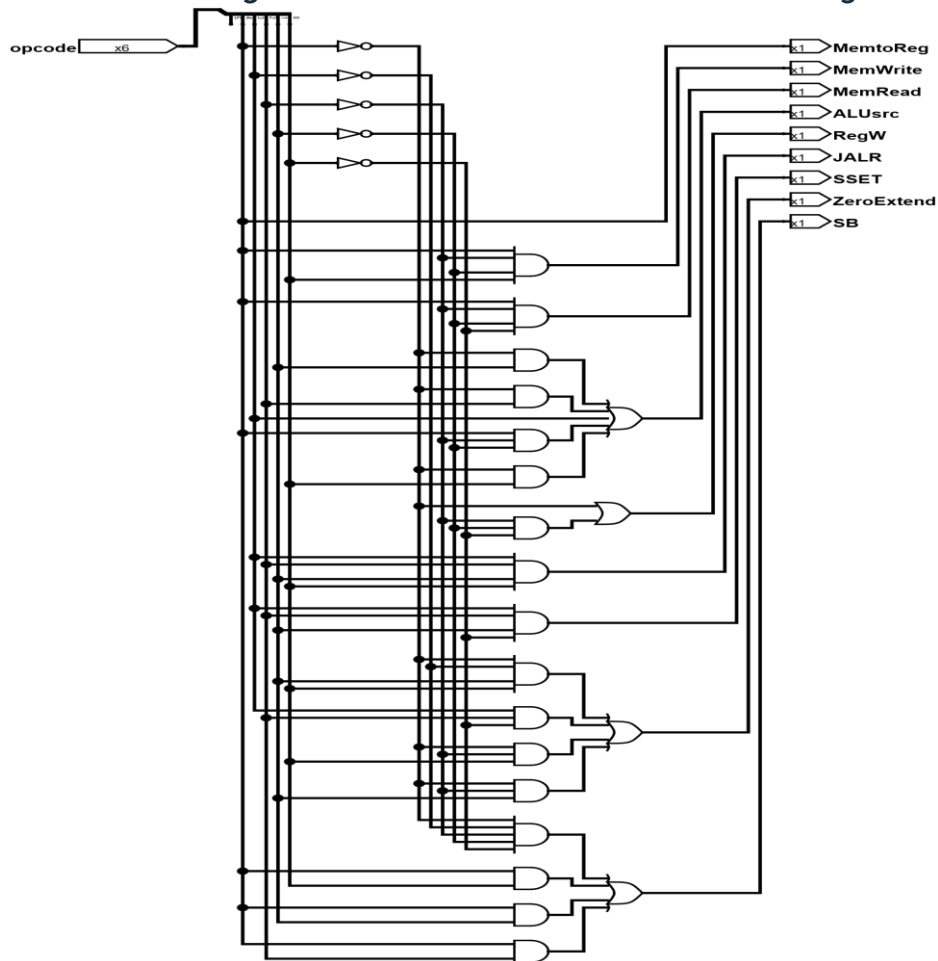 opcode x6
x1 MemtoReg
x1 MemWrite
x1 MemRead
x1 ALUsrc
x1 RegW
x1 JALR
x1 SSET
x1 ZeroExtend
x1 SB